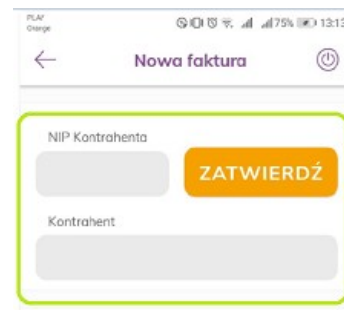 PLAY
Orange
75% 13:13
Nowa faktura
NIP Kontrahenta
ZATWIERDŹ
Kontrahent